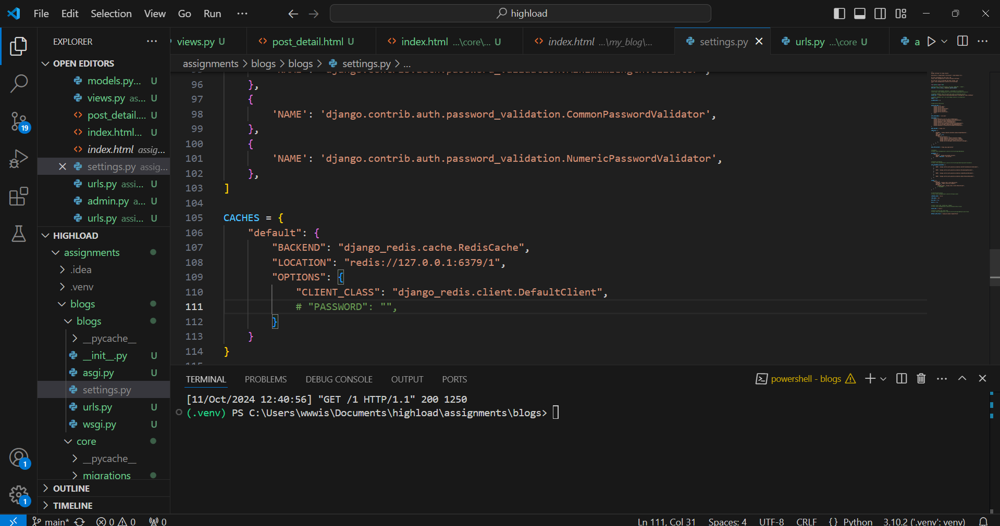 File Edit Selection View Go Run ··· highload
EXPLORER ···
views.py U post_detail.html U index.html ...\core\... U index.html ...\my_blog\... settings.py urls.py ...\core U a ···
OPEN EDITORS
assignments > blogs > blogs > settings.py > ...
models.py... U
views.py as... U
post_detail.... U
index.html... U
index.html assig...
settings.py assig...
urls.py assi... U
admin.py a... U
urls.py assi... U
HIGHLOAD
assignments
.idea
.venv
blogs
blogs
__pycache__
__init__.py U
asgi.py U
settings.py
urls.py U
wsgi.py U
core
__pycache__
migrations
OUTLINE
TIMELINE
19
1
1
96 },
97 {
98 'NAME': 'django.contrib.auth.password_validation.CommonPasswordValidator',
99 },
100 {
101 'NAME': 'django.contrib.auth.password_validation.NumericPasswordValidator',
102 },
103 ]
104
105 CACHES = {
106 "default": {
107 "BACKEND": "django_redis.cache.RedisCache",
108 "LOCATION": "redis://127.0.0.1:6379/1",
109 "OPTIONS": {
110 "CLIENT_CLASS": "django_redis.client.DefaultClient",
111 # "PASSWORD": "",
112 }
113 }
114 }
TERMINAL PROBLEMS DEBUG CONSOLE OUTPUT PORTS powershell - blogs ···
[11/Oct/2024 12:40:56] "GET /1 HTTP/1.1" 200 1250
(.venv) PS C:\Users\wwwis\Documents\highload\assignments\blogs>
main* 0 0 0 Ln 111, Col 31 Spaces: 4 UTF-8 CRLF {} Python 3.10.2 ('.venv': venv)